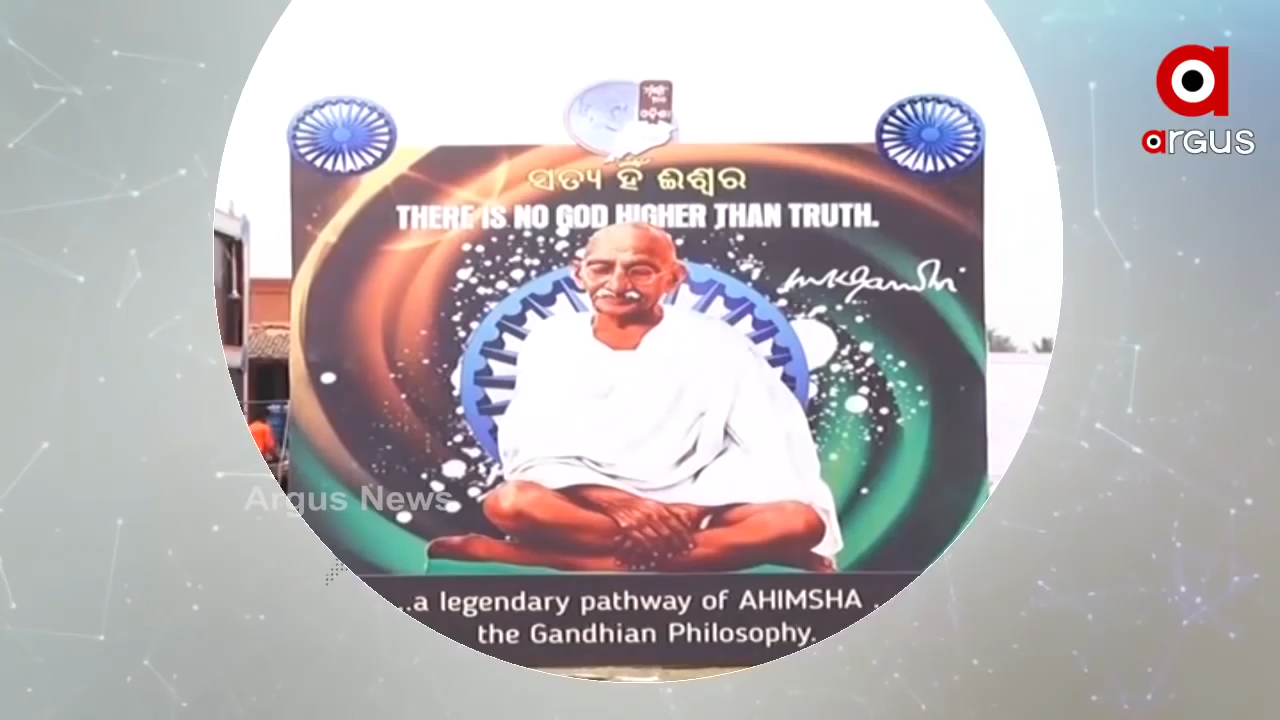 argus
ସତ୍ୟ ହିଁ ଈଶ୍ୱର
THERE IS NO GOD HIGHER THAN TRUTH.
mkgandhi
Argus News
..a legendary pathway of AHIMSHA .
the Gandhian Philosophy.